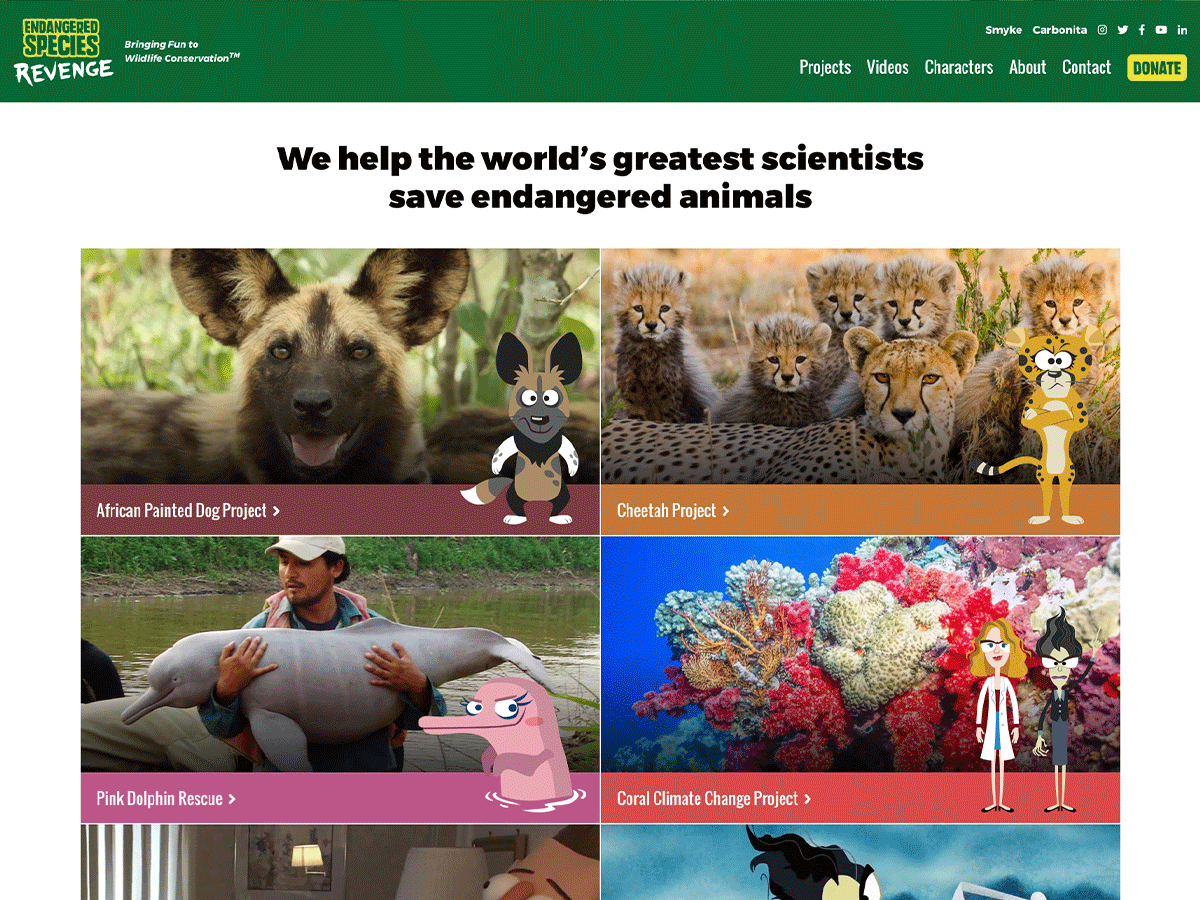 ENDANGERED
SPECIES
REVENGE
Bringing Fun to
Wildlife Conservation™
Smyke Carbonita
Projects Videos Characters About Contact DONATE
We help the world's greatest scientists
save endangered animals
African Painted Dog Project
Cheetah Project
Pink Dolphin Rescue
Coral Climate Change Project